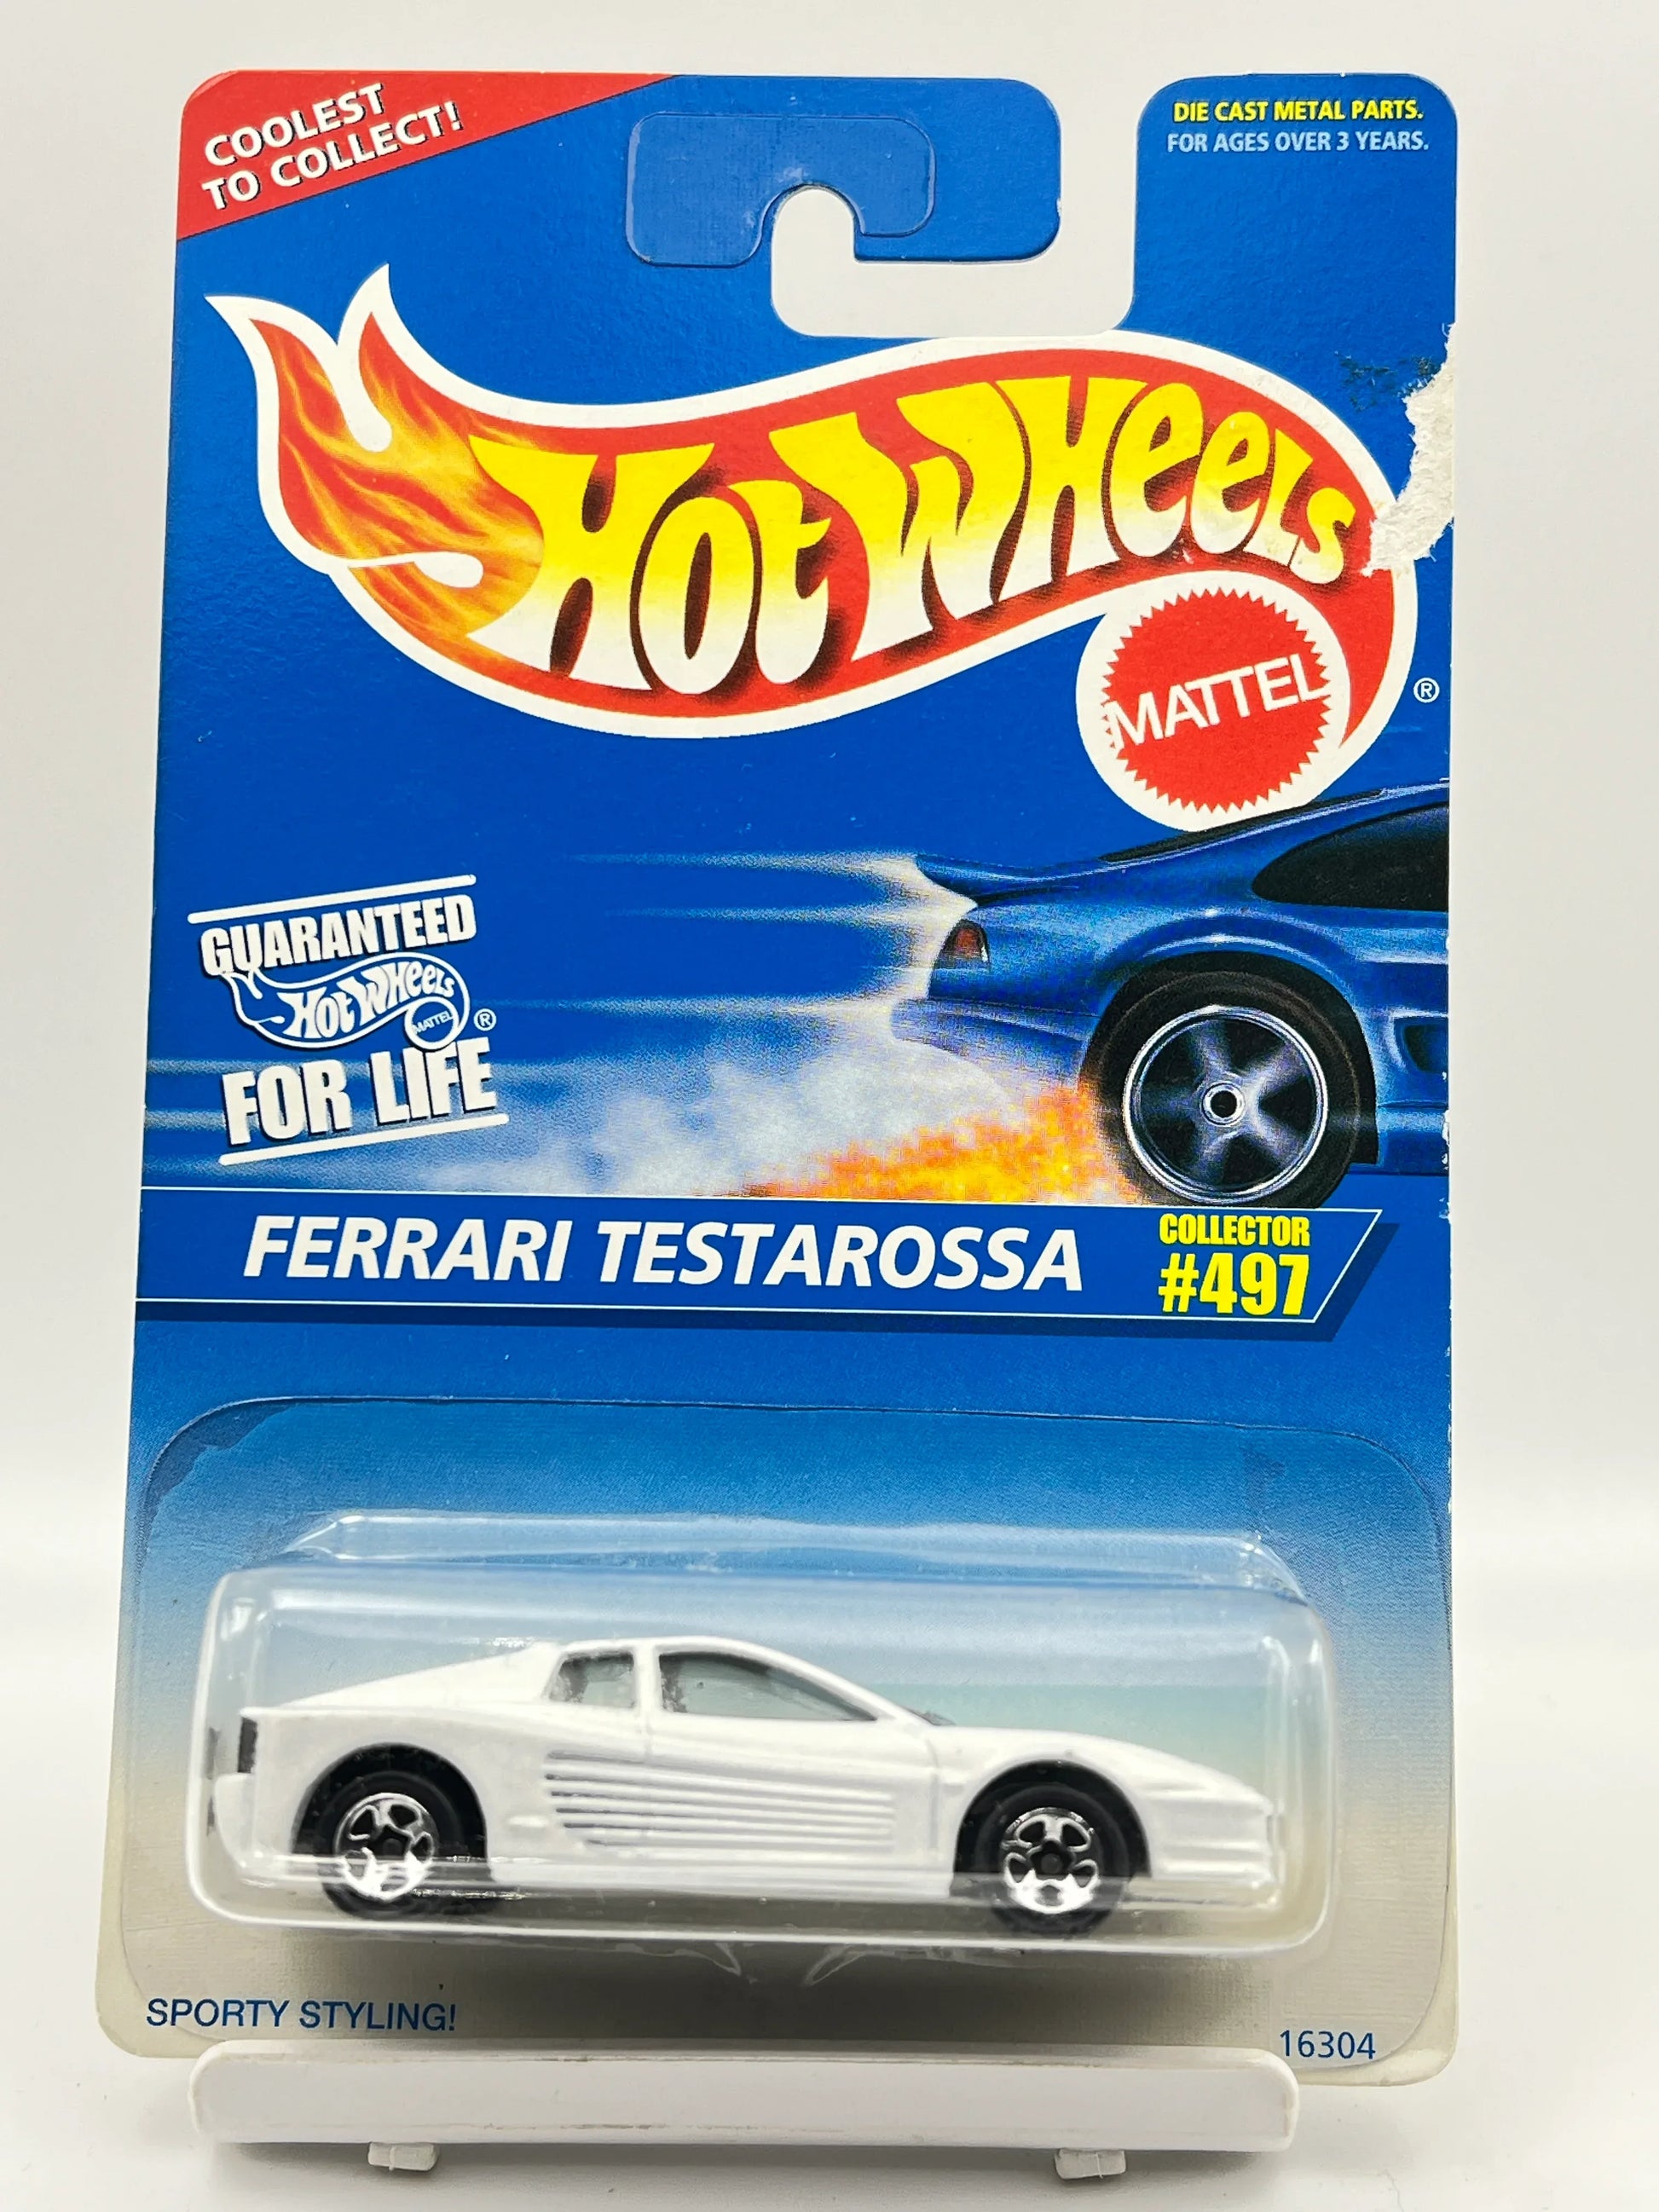 COOLEST
TO COLLECT!
DIE CAST METAL PARTS.
FOR AGES OVER 3 YEARS.
HOT WHEELS
MATTEL
®
GUARANTEED
HOT WHEELS
MATTEL ®
FOR LIFE
FERRARI TESTAROSSA
COLLECTOR
#497
SPORTY STYLING!
16304